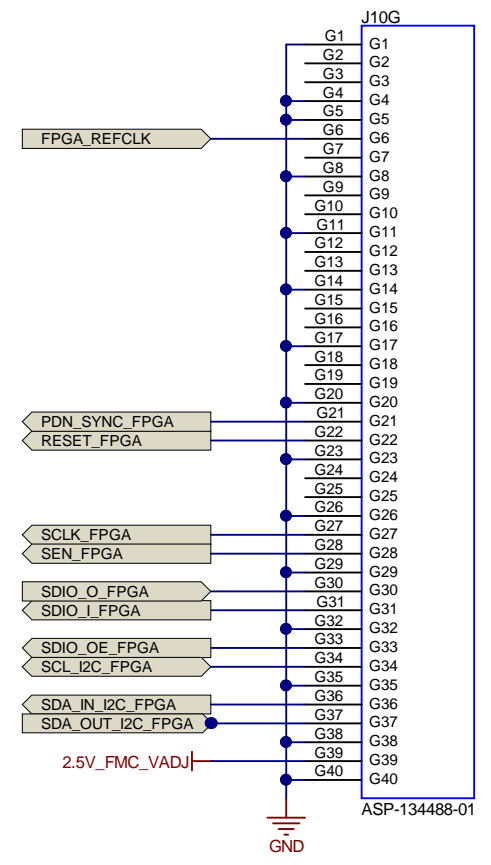 J10G
G1 G1
G2 G2
G3 G3
G4 G4
G5 G5
FPGA_REFCLK G6 G6
G7 G7
G8 G8
G9 G9
G10 G10
G11 G11
G12 G12
G13 G13
G14 G14
G15 G15
G16 G16
G17 G17
G18 G18
G19 G19
G20 G20
PDN_SYNC_FPGA G21 G21
RESET_FPGA G22 G22
G23 G23
G24 G24
G25 G25
G26 G26
SCLK_FPGA G27 G27
SEN_FPGA G28 G28
G29 G29
SDIO_O_FPGA G30 G30
SDIO_I_FPGA G31 G31
G32 G32
SDIO_OE_FPGA G33 G33
SCL_I2C_FPGA G34 G34
G35 G35
SDA_IN_I2C_FPGA G36 G36
SDA_OUT_I2C_FPGA G37 G37
G38 G38
2.5V_FMC_VADJ G39 G39
G40 G40
ASP-134488-01
GND